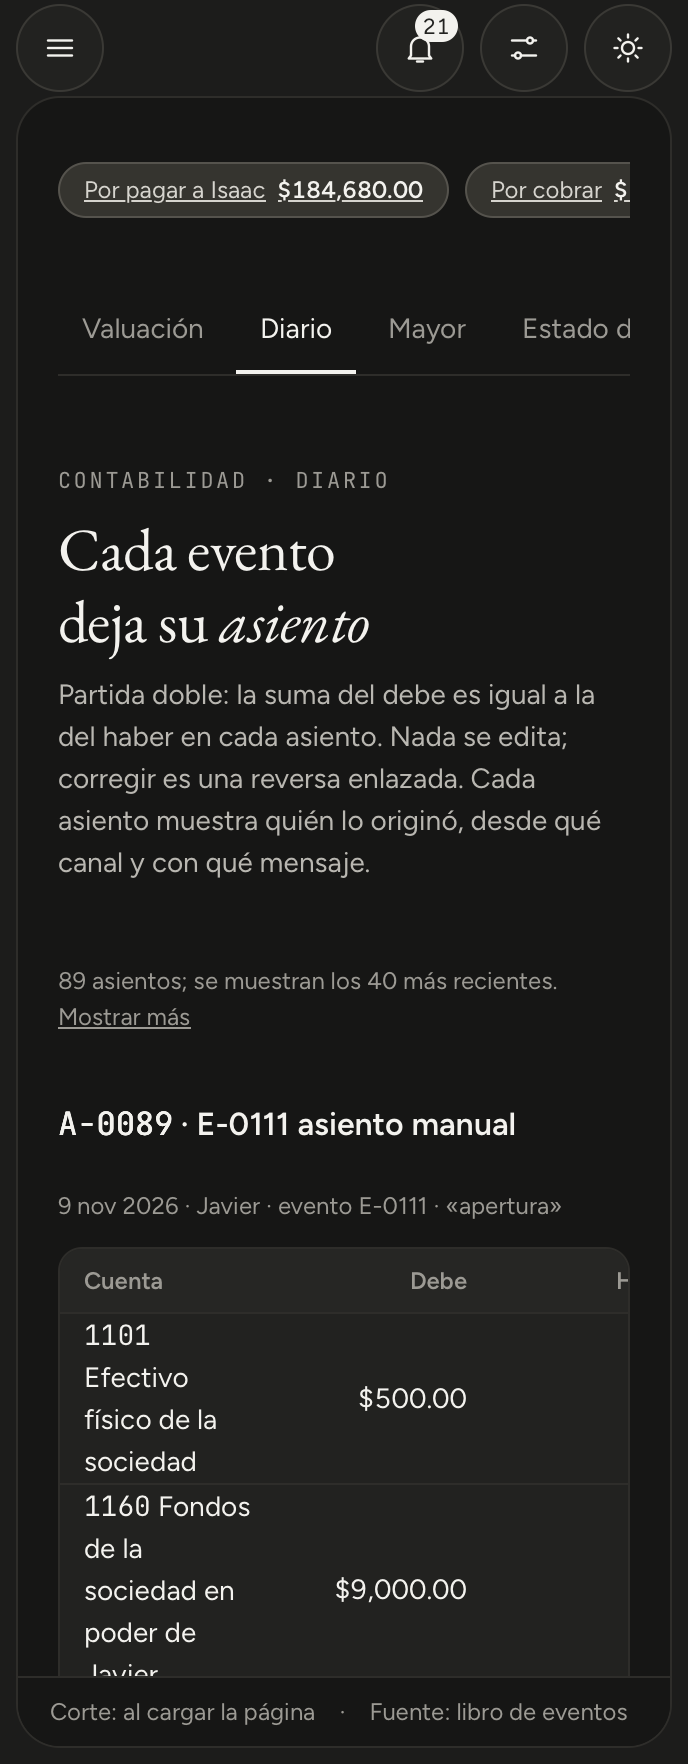 21
Por pagar a Isaac $184,680.00 Por cobrar $
Valuación Diario Mayor Estado d
CONTABILIDAD · DIARIO
Cada evento
deja su asiento
Partida doble: la suma del debe es igual a la
del haber en cada asiento. Nada se edita;
corregir es una reversa enlazada. Cada
asiento muestra quién lo originó, desde qué
canal y con qué mensaje.
89 asientos; se muestran los 40 más recientes.
Mostrar más
A-0089 · E-0111 asiento manual
9 nov 2026 · Javier · evento E-0111 · «apertura»
Cuenta Debe H
1101
Efectivo
físico de la
sociedad
$500.00
1160 Fondos
de la
sociedad en
poder de
Javier
$9,000.00
Corte: al cargar la página · Fuente: libro de eventos